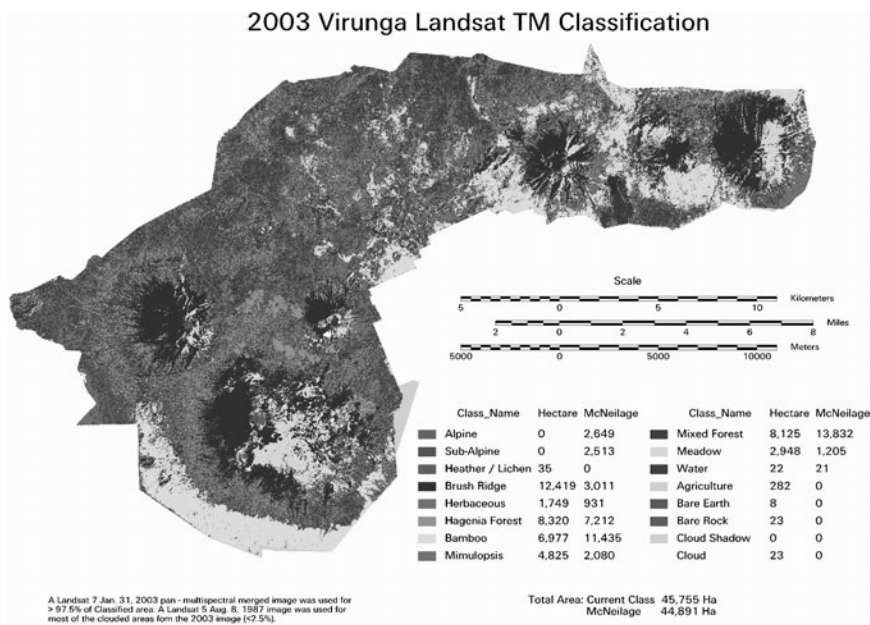 2003 Virunga Landsat TM Classification
Scale
5 0 5 10 Kilometers
2 0 2 4 6 8 Miles
5000 0 5000 10000 Meters
Class_Name Hectare McNeilage
Alpine 0 2,649
Sub-Alpine 0 2,513
Heather / Lichen 35 0
Brush Ridge 12,419 3,011
Herbaceous 1,749 931
Hagenia Forest 8,320 7,212
Bamboo 6,977 11,435
Mimulopsis 4,825 2,080
Class_Name Hectare McNeilage
Mixed Forest 8,125 13,832
Meadow 2,948 1,205
Water 22 21
Agriculture 282 0
Bare Earth 8 0
Bare Rock 23 0
Cloud Shadow 0 0
Cloud 23 0
A Landsat 7 Jan. 31, 2003 pan - multispectral merged image was used for
> 97.5% of Classified area. A Landsat 5 Aug. 8, 1987 image was used for
most of the clouded areas fom the 2003 image (<2.5%).
Total Area: Current Class 45,755 Ha
McNeilage 44,891 Ha